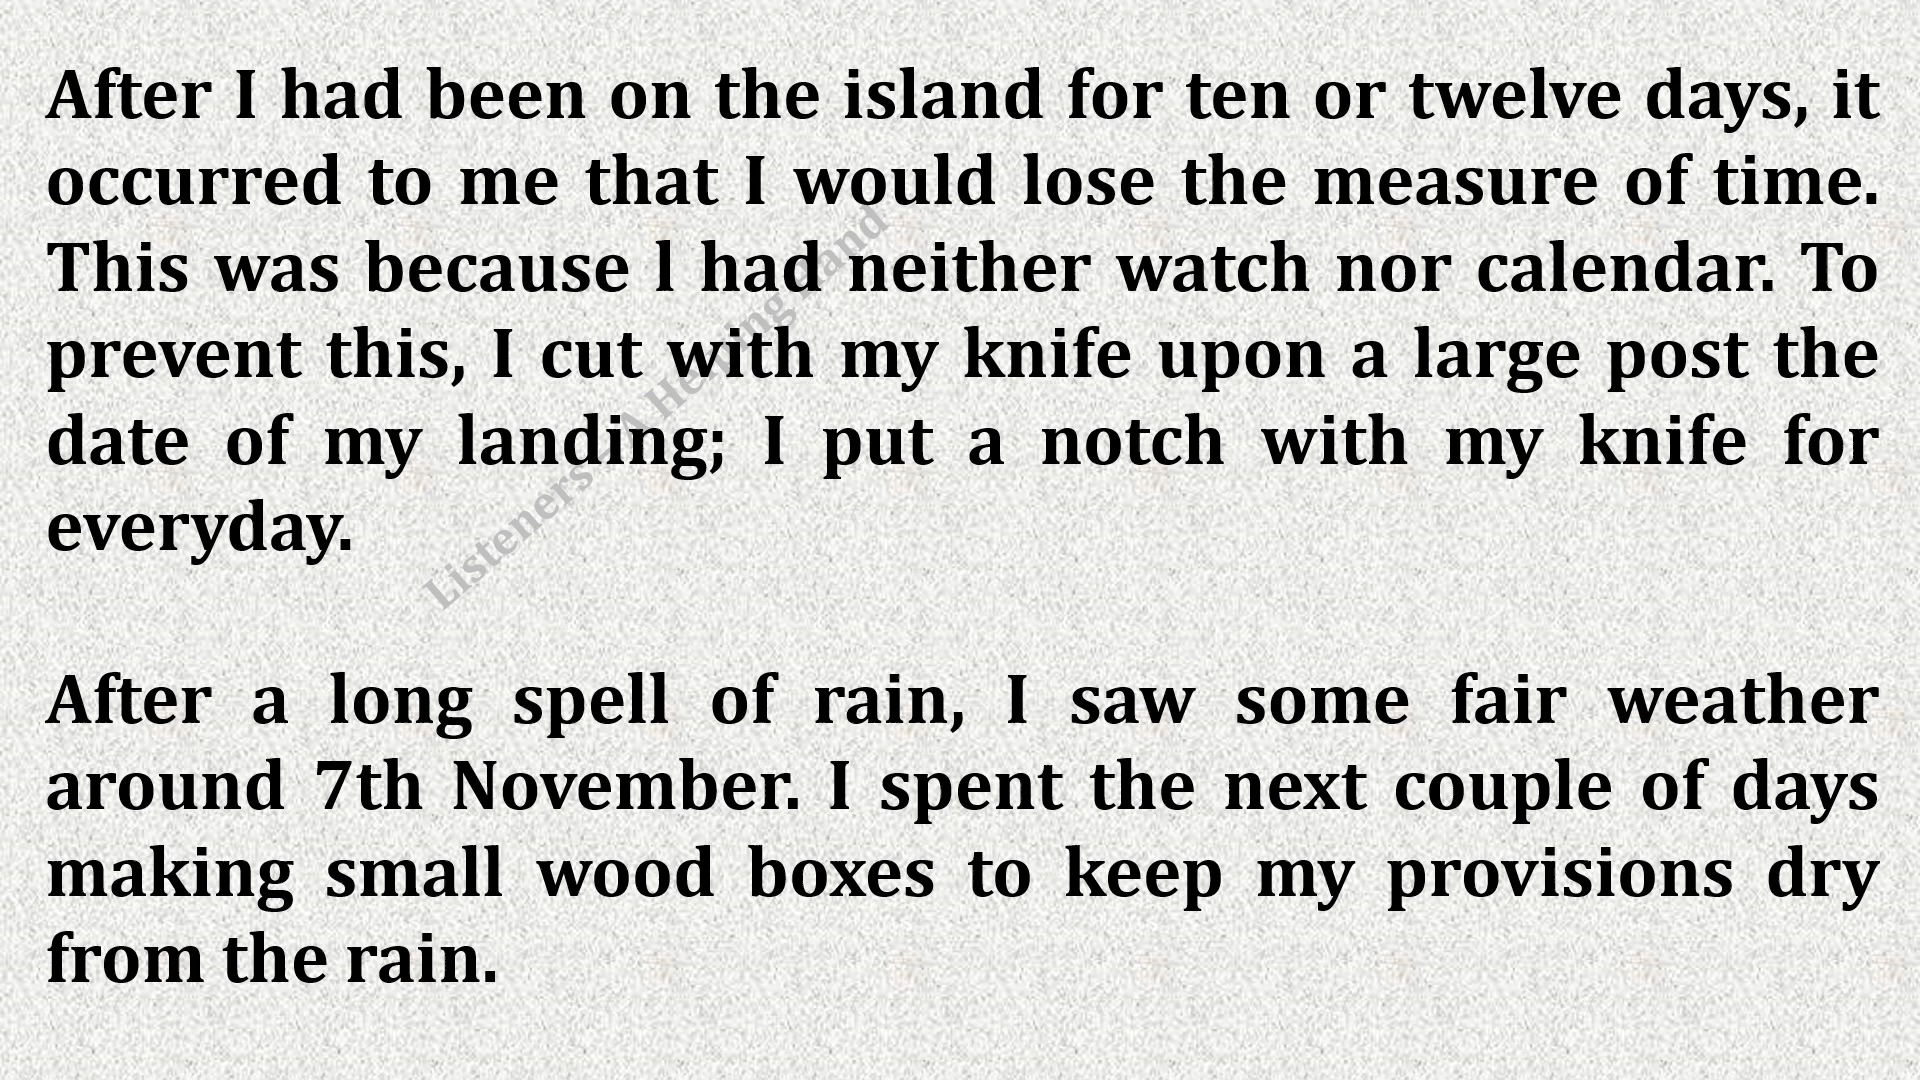 After I had been on the island for ten or twelve days, it
occurred to me that I would lose the measure of time.
This was because l had neither watch nor calendar. To
prevent this, I cut with my knife upon a large post the
date of my landing; I put a notch with my knife for
everyday.
After a long spell of rain, I saw some fair weather
around 7th November. I spent the next couple of days
making small wood boxes to keep my provisions dry
from the rain.
Listeners A Helping Hand